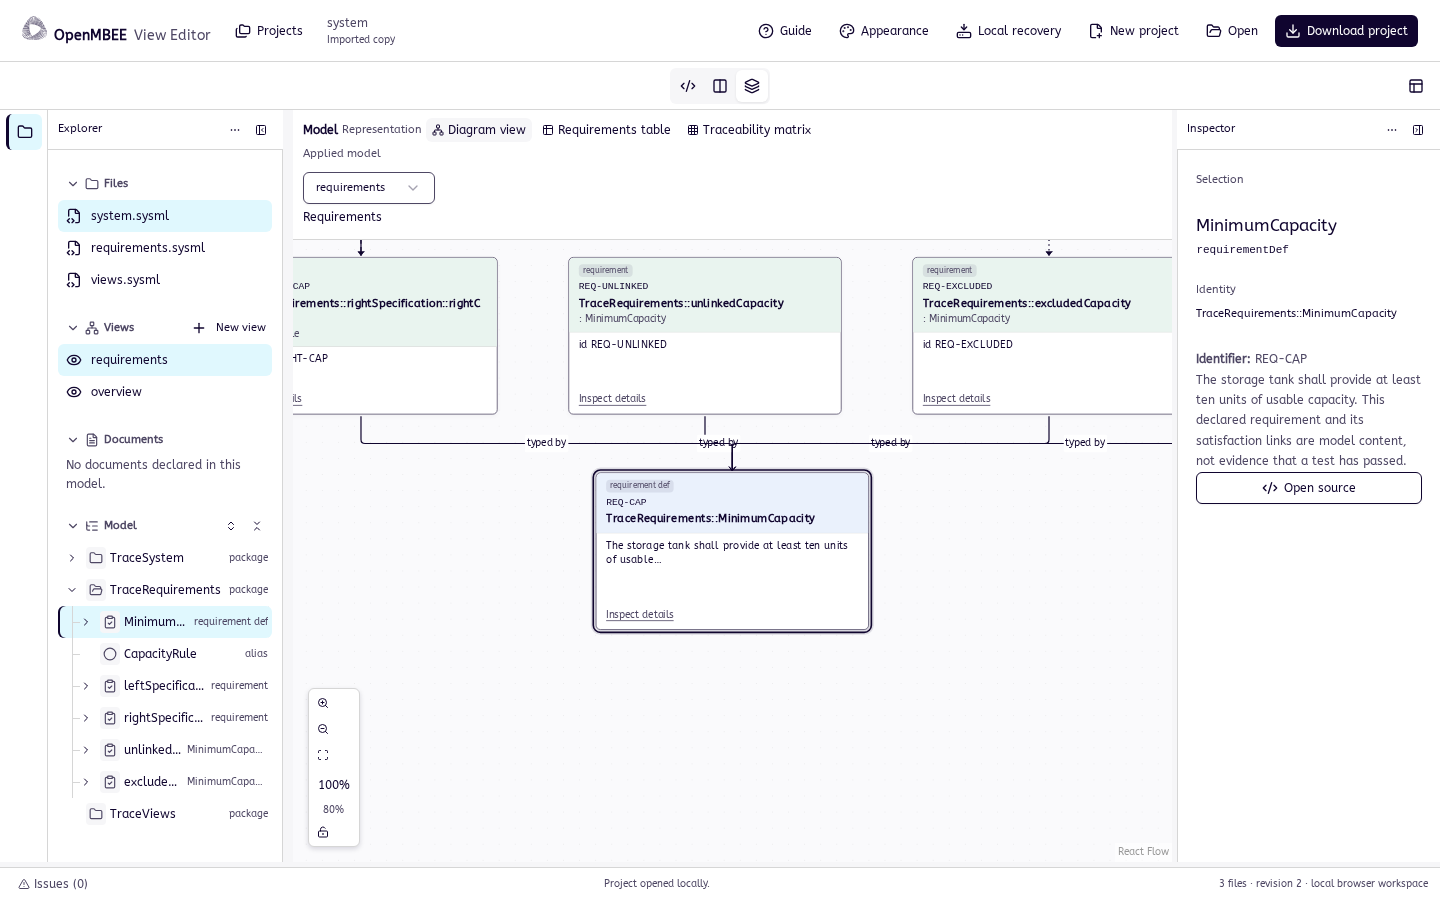 OpenMBEE View Editor
Projects
system
Imported copy
Guide
Appearance
Local recovery
New project
Open
Download project
Explorer
Files
system.sysml
requirements.sysml
views.sysml
Views
New view
requirements
overview
Documents
No documents declared in this
model.
Model
TraceSystem package
TraceRequirements package
Minimum... requirement def
CapacityRule alias
leftSpecifica... requirement
rightSpecific... requirement
unlinked... MinimumCapa...
exclude... MinimumCapa...
TraceViews package
Model Representation Diagram view Requirements table Traceability matrix
Applied model
requirements
Requirements
CAP
irements::rightSpecification::rightC
le
HT-CAP
ils
requirement
REQ-UNLINKED
TraceRequirements::unlinkedCapacity
: MinimumCapacity
id REQ-UNLINKED
Inspect details
requirement
REQ-EXCLUDED
TraceRequirements::excludedCapacity
: MinimumCapacity
id REQ-EXCLUDED
Inspect details
typed by typed by typed by typed by
requirement def
REQ-CAP
TraceRequirements::MinimumCapacity
The storage tank shall provide at least ten units
of usable...
Inspect details
100%
80%
React Flow
Inspector
Selection
MinimumCapacity
requirementDef
Identity
TraceRequirements::MinimumCapacity
Identifier: REQ-CAP
The storage tank shall provide at least
ten units of usable capacity. This
declared requirement and its
satisfaction links are model content,
not evidence that a test has passed.
Open source
Issues (0)
Project opened locally.
3 files · revision 2 · local browser workspace